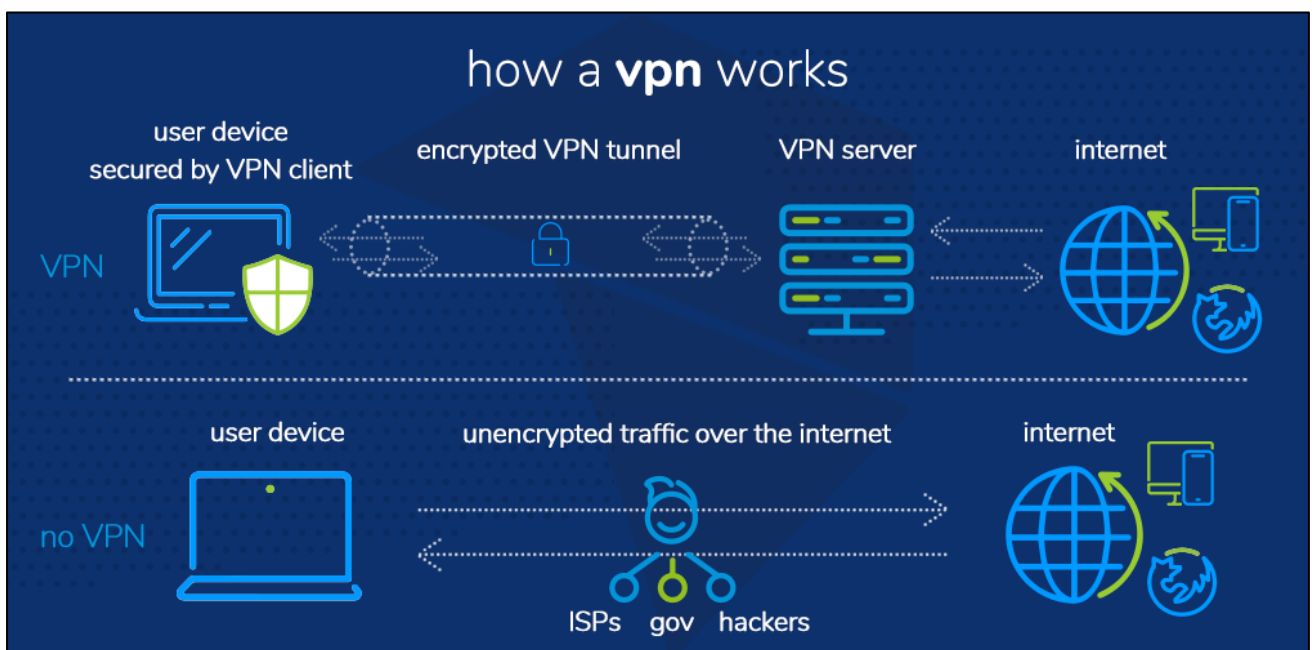 how a vpn works
user device
secured by VPN client
encrypted VPN tunnel
VPN server
internet
VPN
user device
unencrypted traffic over the internet
internet
no VPN
ISPs gov hackers